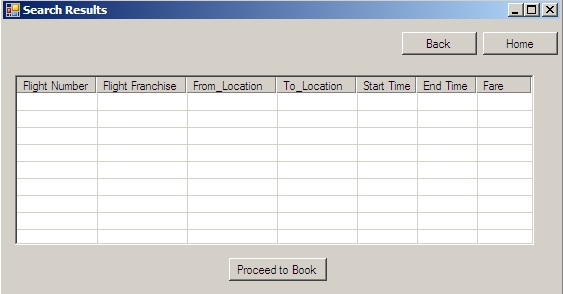 Search Results
Back Home
Flight Number Flight Franchise From_Location To_Location Start Time End Time Fare
Proceed to Book